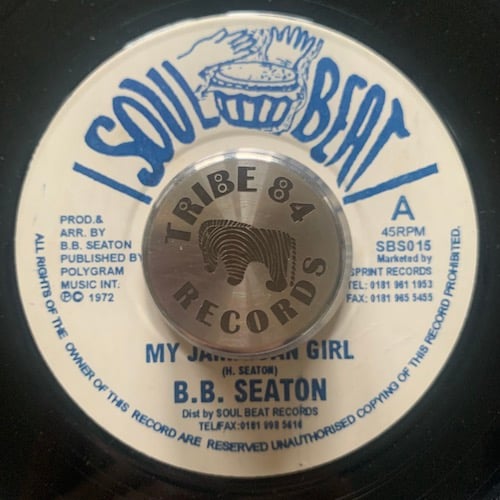 SOUL BEAT
TRIBE 84
RECORDS
PROD.&
ARR. BY
B.B. SEATON
PUBLISHED BY
POLYGRAM
MUSIC INT:
℗© 1972
A
45RPM
SBS015
Marketed by
SPRINT RECORDS
TEL: 0181 961 1953
FAX: 0181 965 5455
MY JAMAICAN GIRL
(H. SEATON)
B.B. SEATON
Dist by SOUL BEAT RECORDS
TEL/FAX:0181 998 5614
ALL RIGHTS OF THE OWNER OF THIS RECORD ARE RESERVED UNAUTHORISED COPYING OF THIS RECORD PROHIBITED.